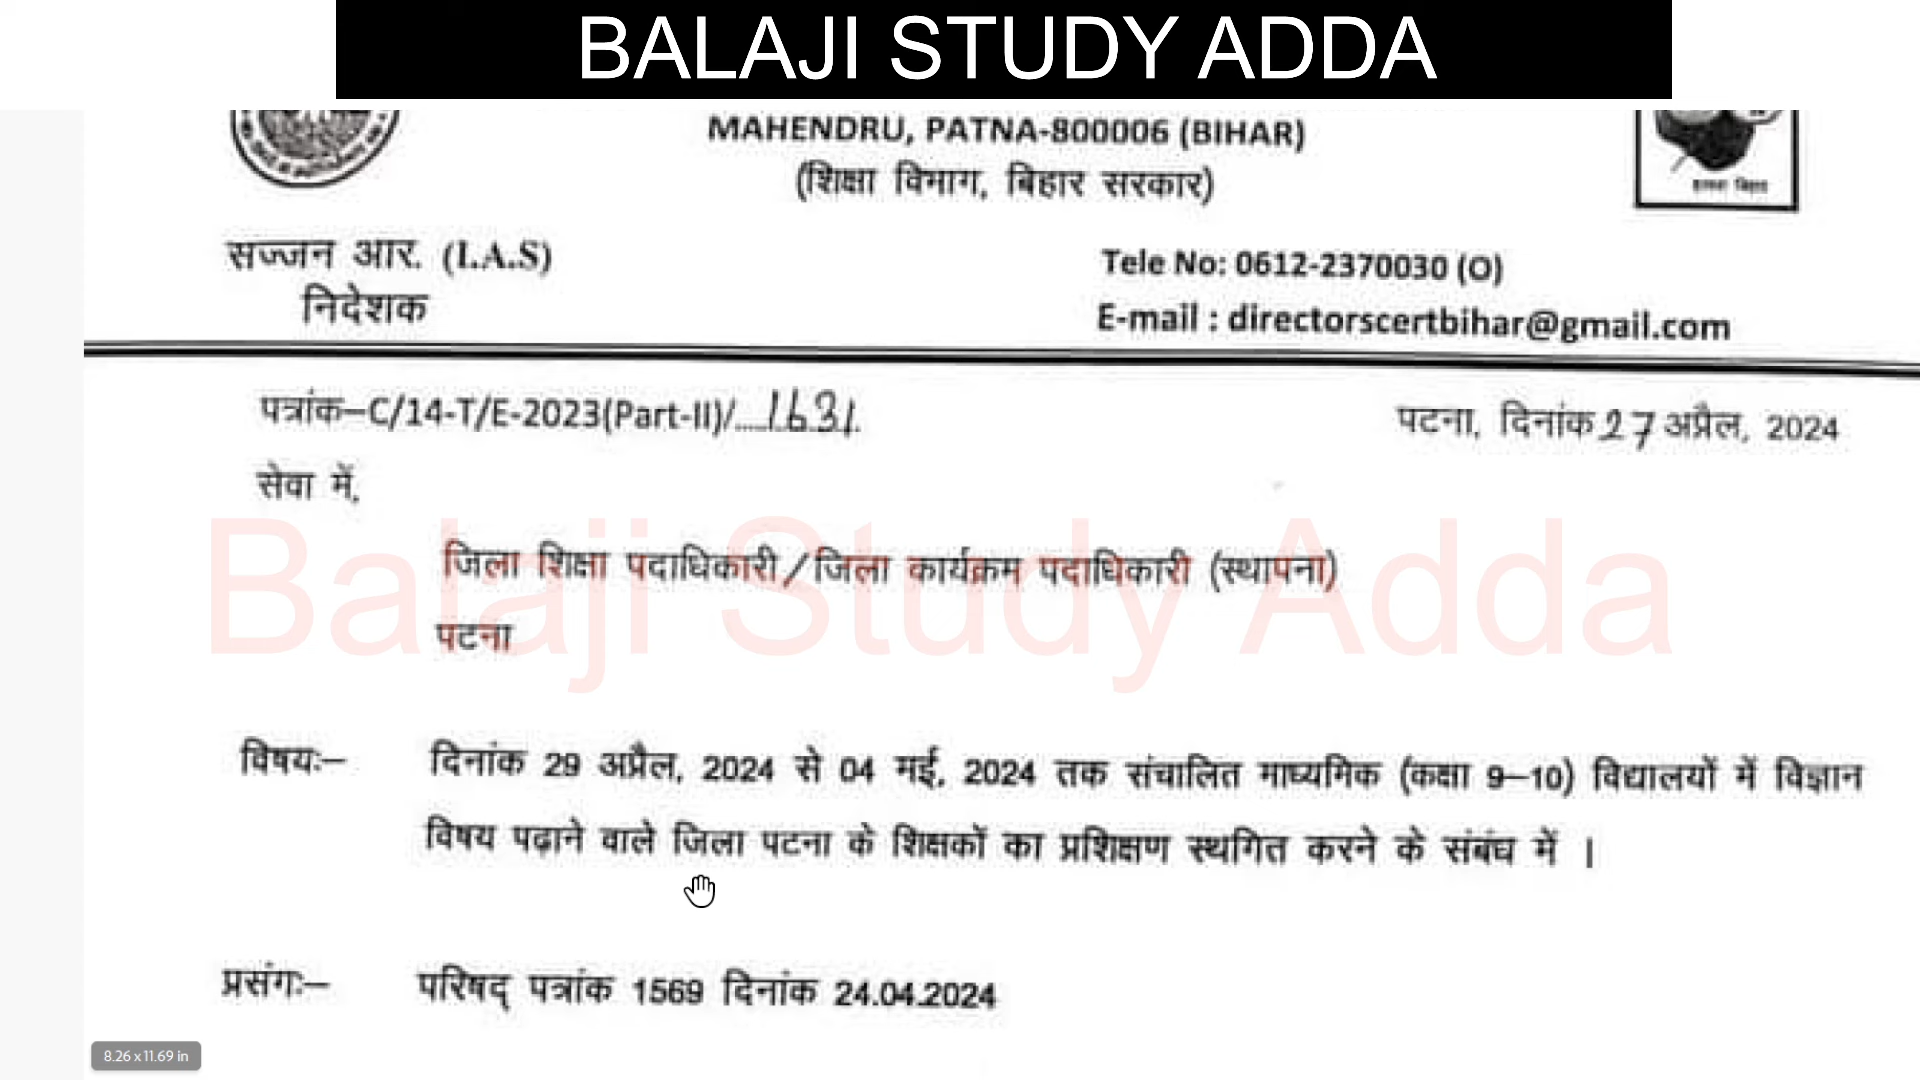 BALAJI STUDY ADDA
MAHENDRU, PATNA-800006 (BIHAR)
(शिक्षा विभाग, बिहार सरकार)
सज्जन आर. (I.A.S)
निदेशक
Tele No: 0612-2370030 (O)
E-mail : directorscertbihar@gmail.com
पत्रांक–C/14-T/E-2023(Part-II)/....1631.
पटना, दिनांक 27 अप्रैल, 2024
सेवा में,
जिला शिक्षा पदाधिकारी/जिला कार्यक्रम पदाधिकारी (स्थापना)
पटना
Balaji Study Adda
विषयः– दिनांक 29 अप्रैल, 2024 से 04 मई, 2024 तक संचालित माध्यमिक (कक्षा 9–10) विद्यालयों में विज्ञान
विषय पढ़ाने वाले जिला पटना के शिक्षकों का प्रशिक्षण स्थगित करने के संबंध में ।
प्रसंगः– परिषद् पत्रांक 1569 दिनांक 24.04.2024
8.26 x 11.69 in